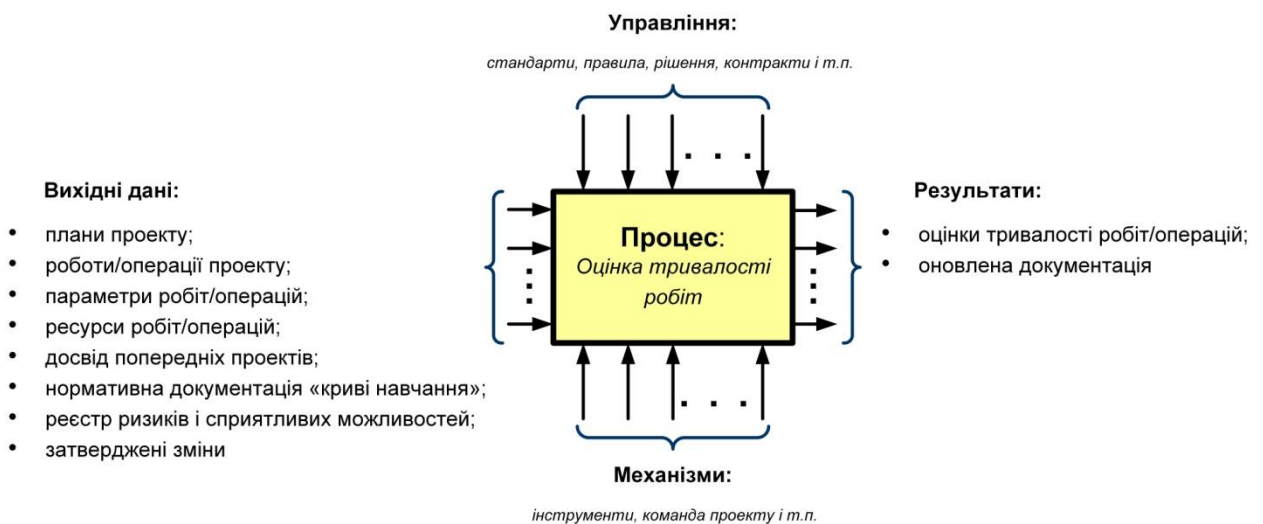 Управління:
стандарти, правила, рішення, контракти і т.п.
Вихідні дані:
• плани проекту;
• роботи/операції проекту;
• параметри робіт/операцій;
• ресурси робіт/операцій;
• досвід попередніх проектів;
• нормативна документація «криві навчання»;
• реєстр ризиків і сприятливих можливостей;
• затверджені зміни
Процес:
Оцінка тривалості
робіт
Результати:
• оцінки тривалості робіт/операцій;
• оновлена документація
Механізми:
інструменти, команда проекту і т.п.